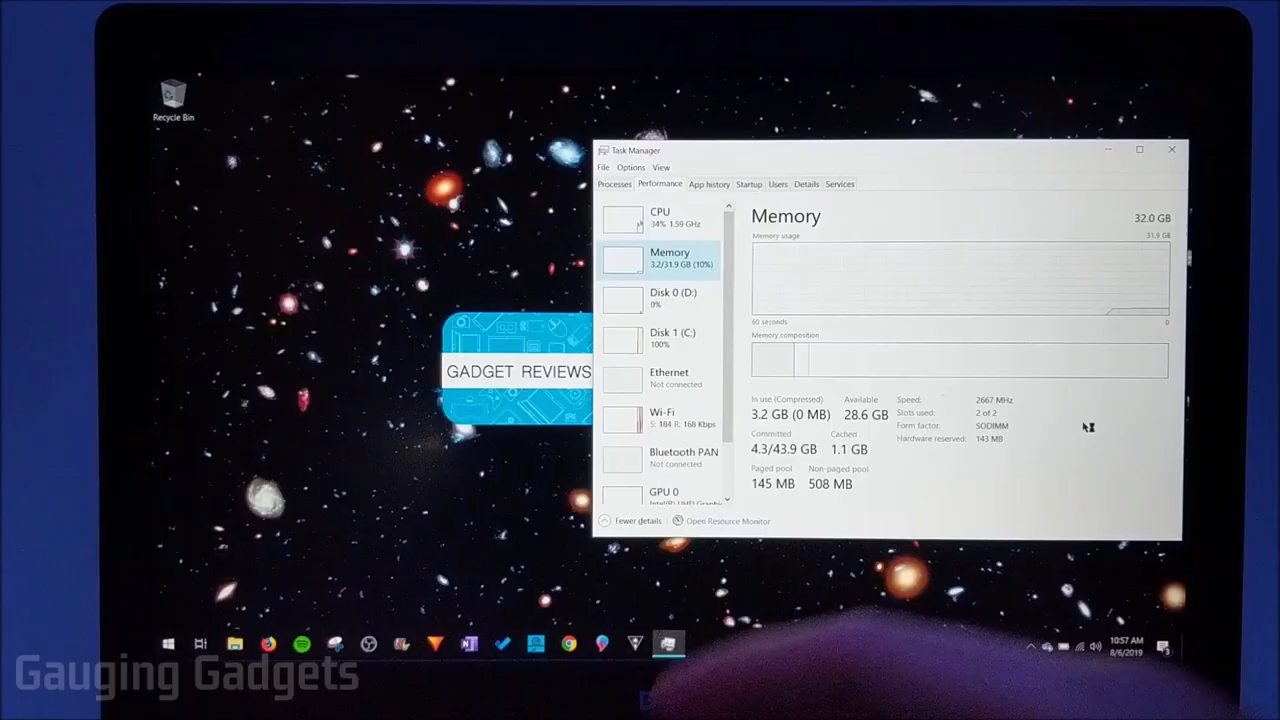 Recycle Bin
Task Manager
File Options View
Processes Performance App history Startup Users Details Services
CPU
34% 1.59 GHz
Memory
3.2/31.9 GB (10%)
Disk 0 (D:)
0%
Disk 1 (C:)
100%
Ethernet
Not connected
Wi-Fi
S: 184 R: 168 Kbps
Bluetooth PAN
Not connected
GPU 0
Intel(R) UHD Graphic
Memory 32.0 GB
Memory usage 31.9 GB
60 seconds 0
Memory composition
In use (Compressed) Available
3.2 GB (0 MB) 28.6 GB
Committed Cached
4.3/43.9 GB 1.1 GB
Paged pool Non-paged pool
145 MB 508 MB
Speed: 2667 MHz
Slots used: 2 of 2
Form factor: SODIMM
Hardware reserved: 143 MB
Fewer details Open Resource Monitor
GADGET REVIEWS
10:57 AM
8/6/2019
Gauging Gadgets